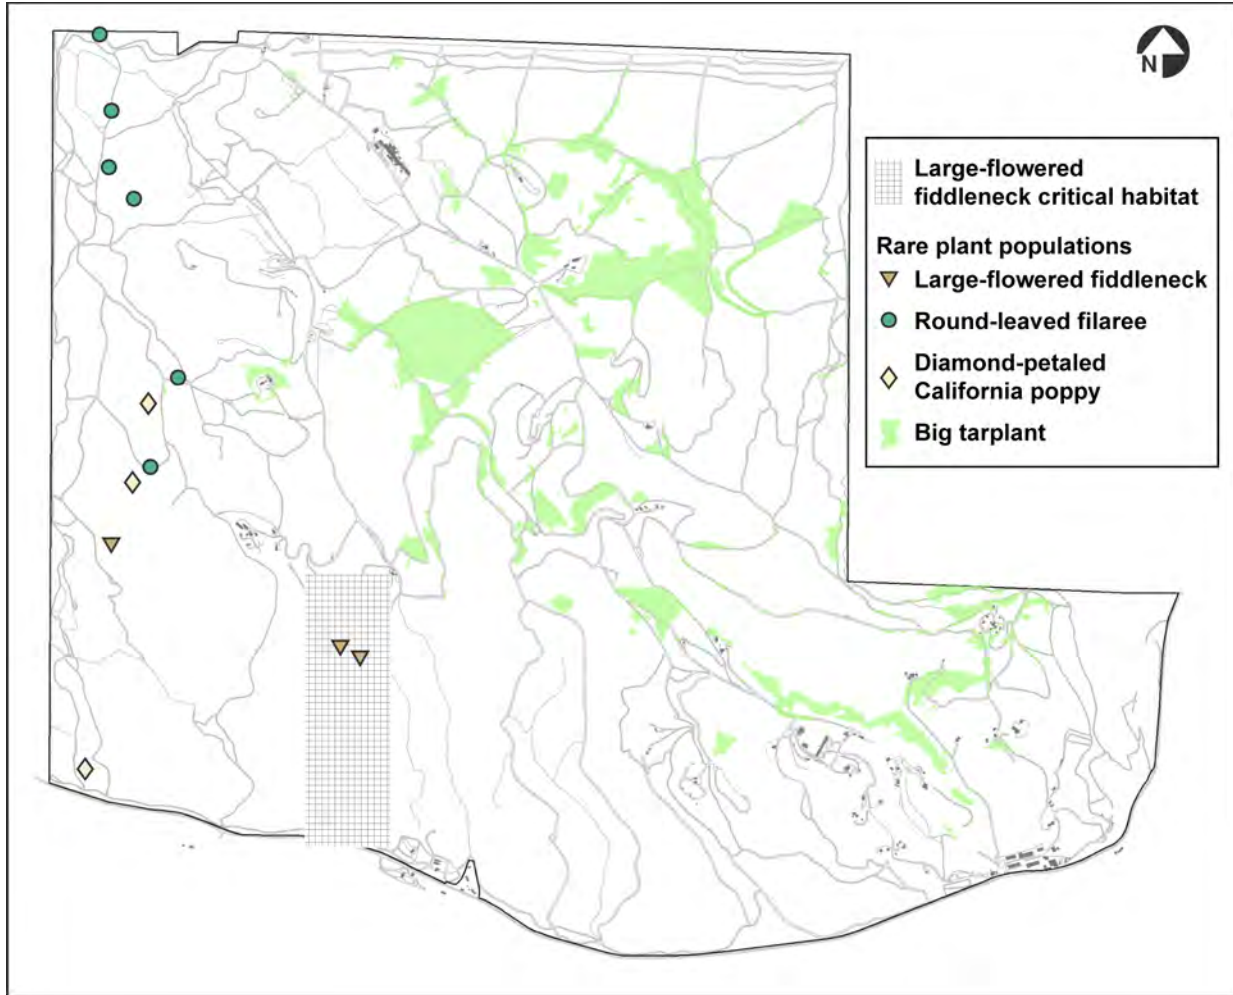 N
Large-flowered
fiddleneck critical habitat
Rare plant populations
Large-flowered fiddleneck
Round-leaved filaree
Diamond-petaled
California poppy
Big tarplant